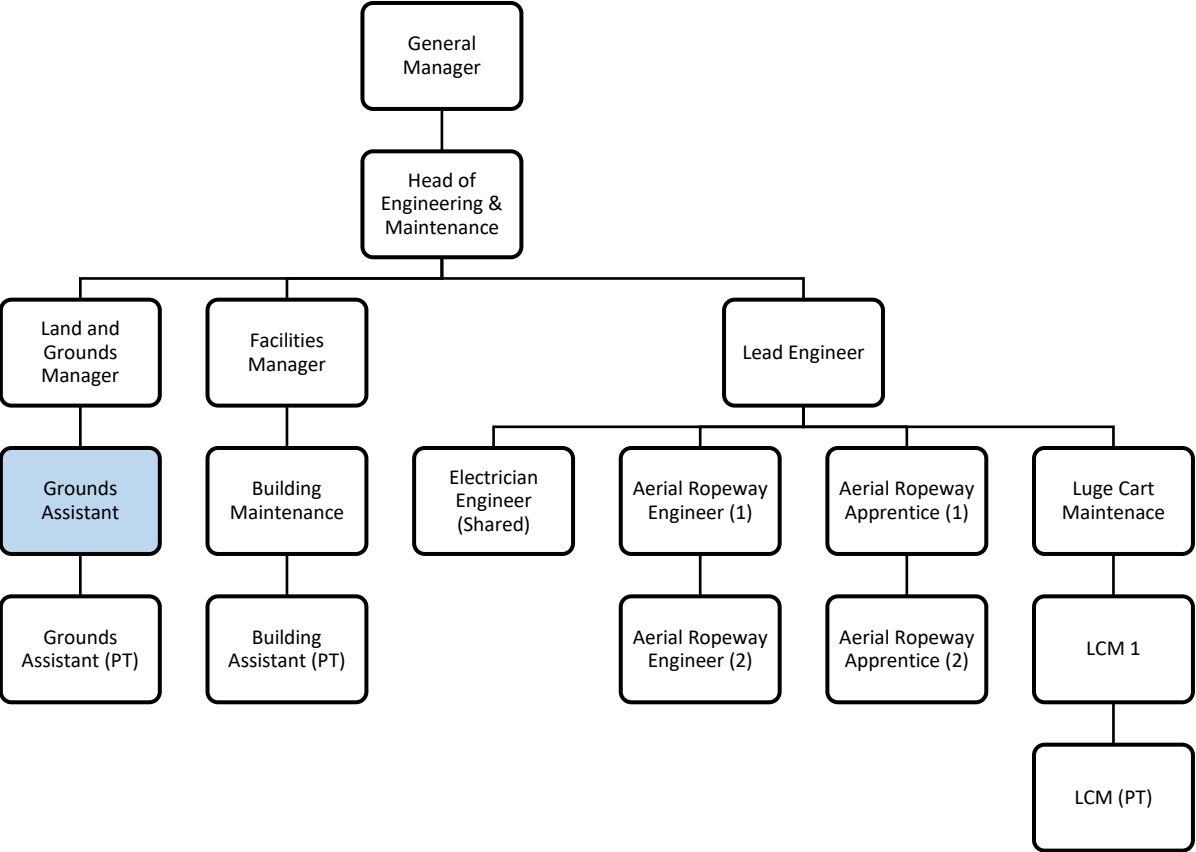 General
Manager
Head of
Engineering &
Maintenance
Land and
Grounds
Manager
Facilities
Manager
Lead Engineer
Grounds
Assistant
Building
Maintenance
Electrician
Engineer
(Shared)
Aerial Ropeway
Engineer (1)
Aerial Ropeway
Apprentice (1)
Luge Cart
Maintenace
Grounds
Assistant (PT)
Building
Assistant (PT)
Aerial Ropeway
Engineer (2)
Aerial Ropeway
Apprentice (2)
LCM 1
LCM (PT)